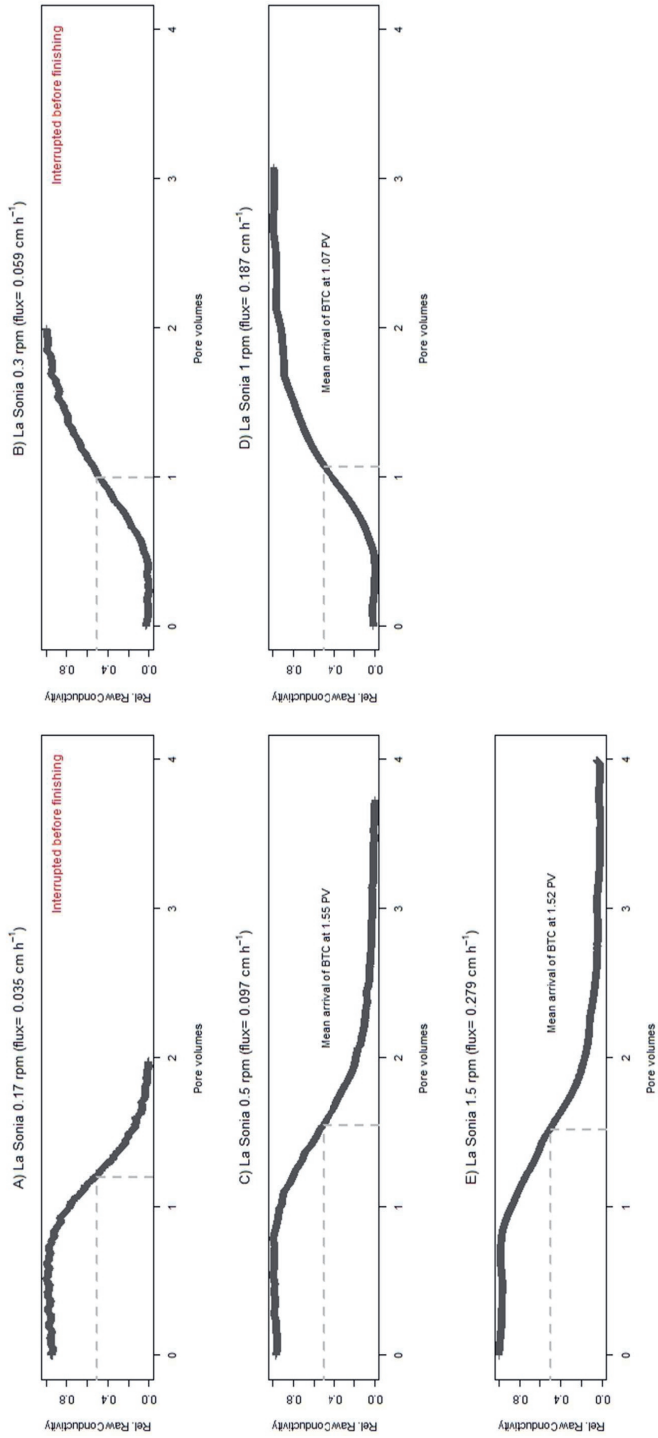 A) La Sonia 0.17 rpm (flux= 0.035 cm h⁻¹)
Interrupted before finishing
Rel. Raw Conductivity
0.0 0.4 0.8
0 1 2 3 4
Pore volumes
B) La Sonia 0.3 rpm (flux= 0.059 cm h⁻¹)
Interrupted before finishing
Rel. Raw Conductivity
0.0 0.4 0.8
0 1 2 3 4
Pore volumes
C) La Sonia 0.5 rpm (flux= 0.097 cm h⁻¹)
Mean arrival of BTC at 1.55 PV
Rel. Raw Conductivity
0.0 0.4 0.8
0 1 2 3 4
Pore volumes
D) La Sonia 1 rpm (flux= 0.187 cm h⁻¹)
Mean arrival of BTC at 1.07 PV
Rel. Raw Conductivity
0.0 0.4 0.8
0 1 2 3 4
Pore volumes
E) La Sonia 1.5 rpm (flux= 0.279 cm h⁻¹)
Mean arrival of BTC at 1.52 PV
Rel. Raw Conductivity
0.0 0.4 0.8
0 1 2 3 4
Pore volumes